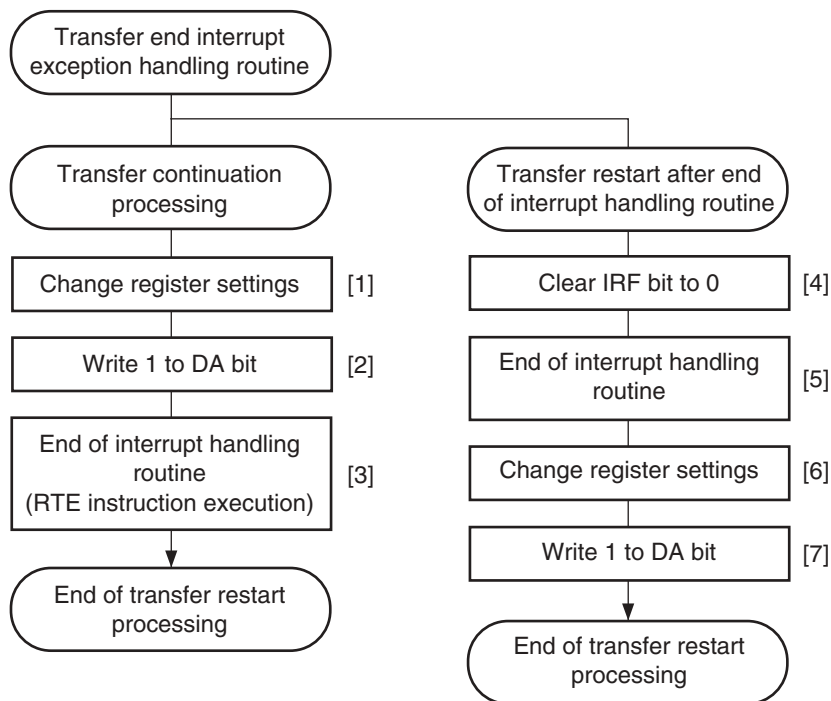 Transfer end interrupt
exception handling routine
Transfer continuation
processing
Change register settings
[1]
Write 1 to DA bit
[2]
End of interrupt handling
routine
(RTE instruction execution)
[3]
End of transfer restart
processing
Transfer restart after end
of interrupt handling routine
Clear IRF bit to 0
[4]
End of interrupt handling
routine
[5]
Change register settings
[6]
Write 1 to DA bit
[7]
End of transfer restart
processing